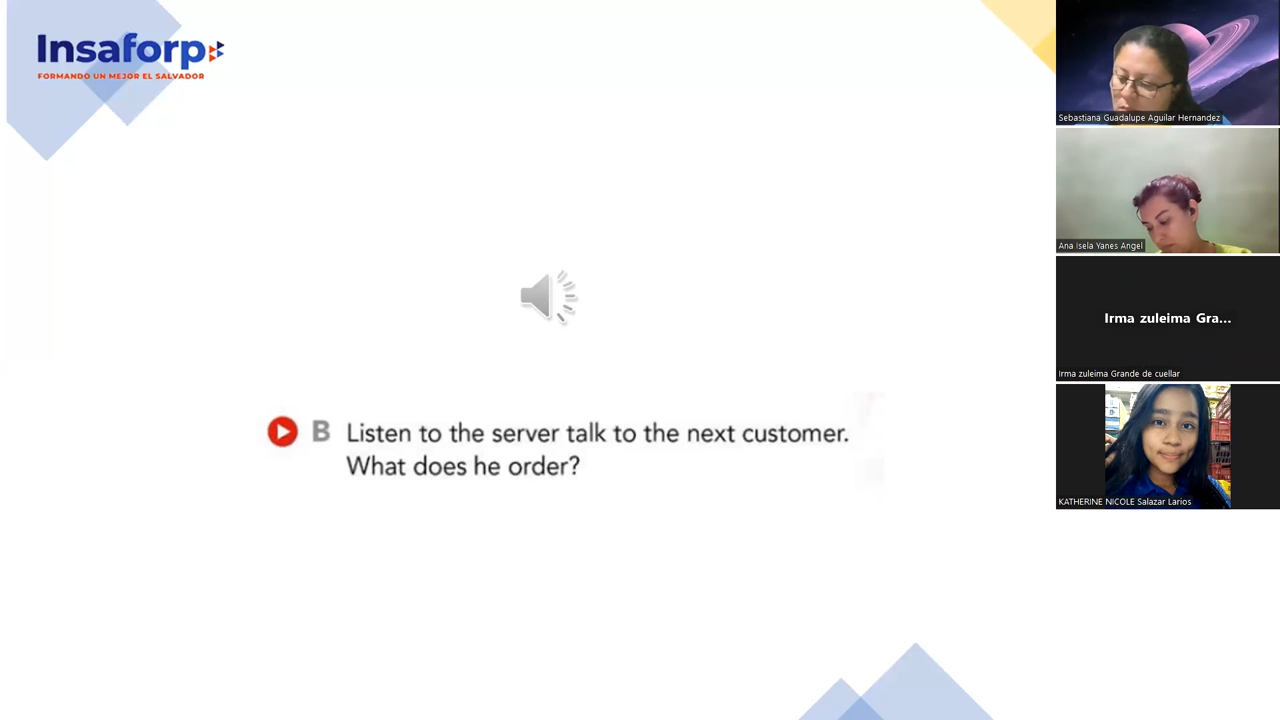 Insaforp
FORMANDO UN MEJOR EL SALVADOR
B Listen to the server talk to the next customer.
What does he order?
Sebastiana Guadalupe Aguilar Hernandez
Ana Isela Yanes Angel
Irma zuleima Gra...
Irma zuleima Grande de cuellar
KATHERINE NICOLE Salazar Larios